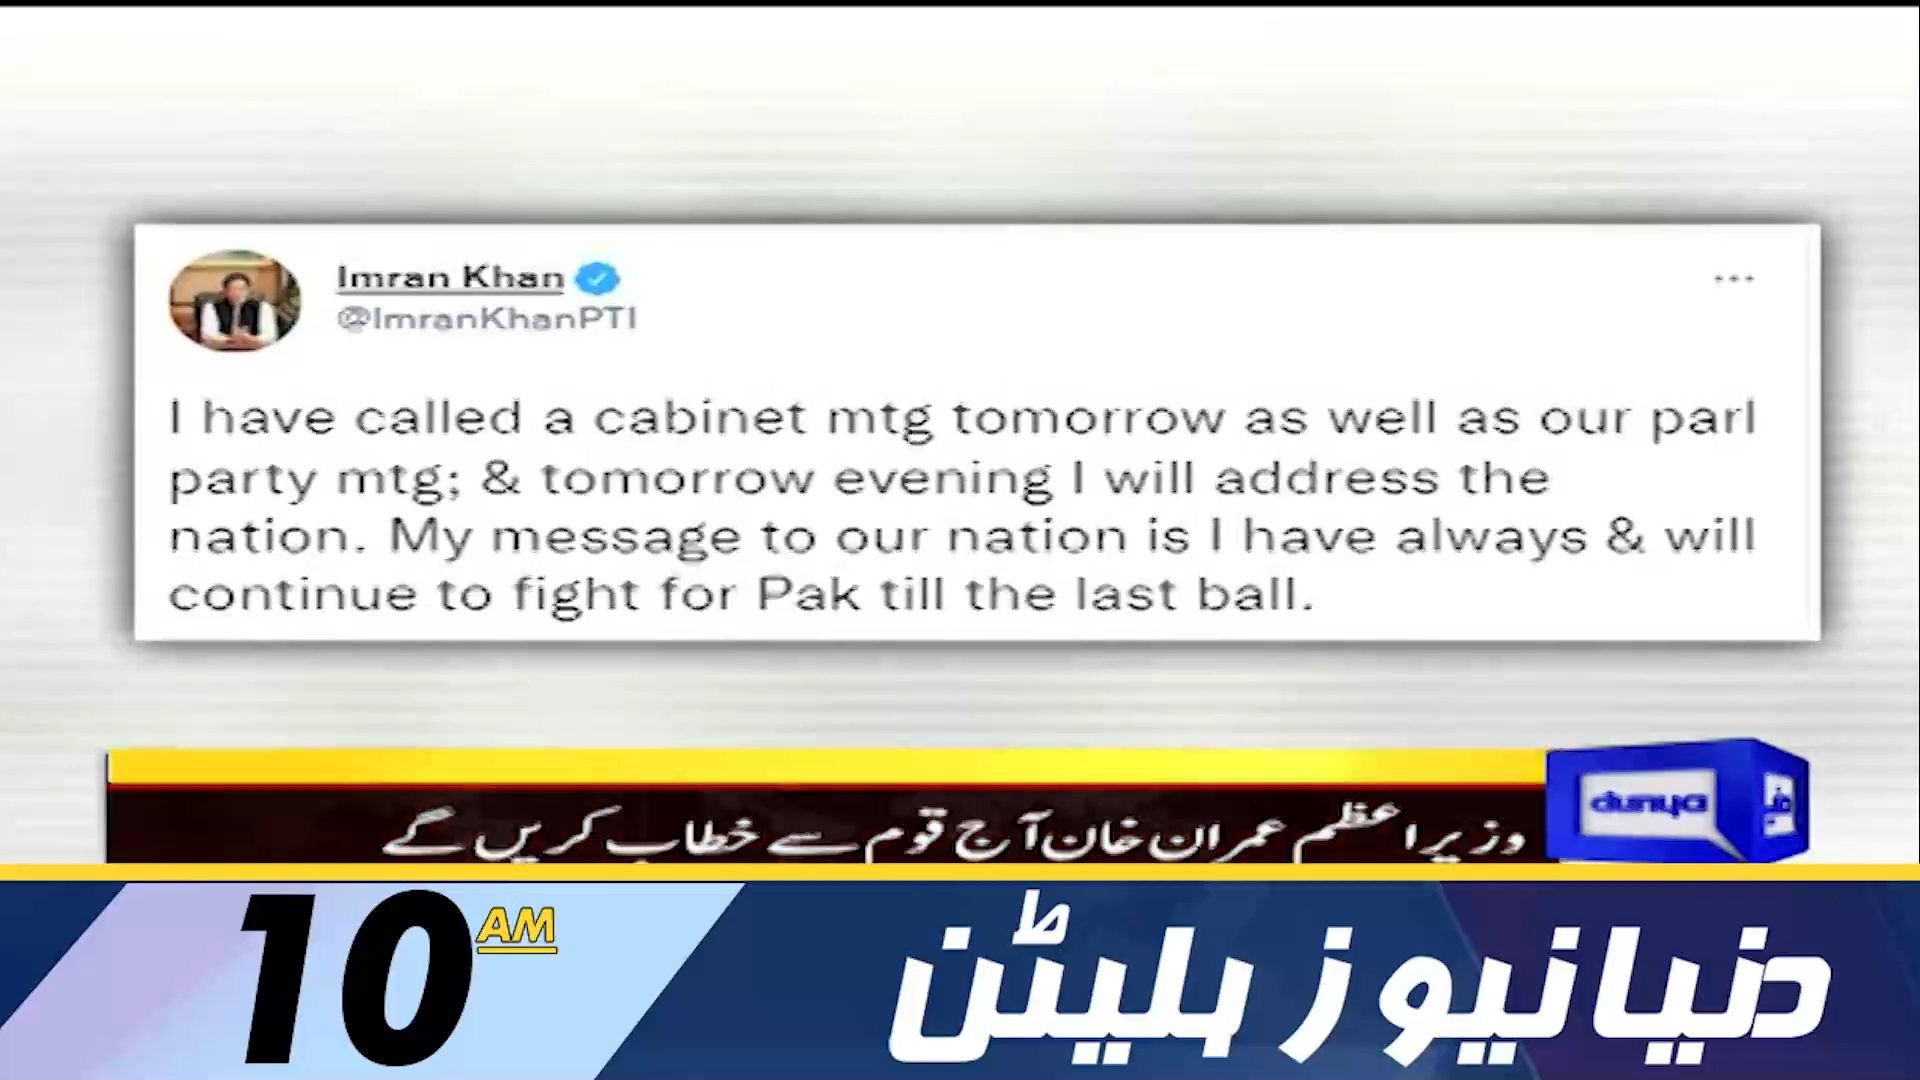 Imran Khan
@ImranKhanPTI
I have called a cabinet mtg tomorrow as well as our parl
party mtg; & tomorrow evening I will address the
nation. My message to our nation is I have always & will
continue to fight for Pak till the last ball.
dunya
وزیراعظم عمران خان آج قوم سے خطاب کریں گے
10 AM
دنیا نیوز بلیٹن